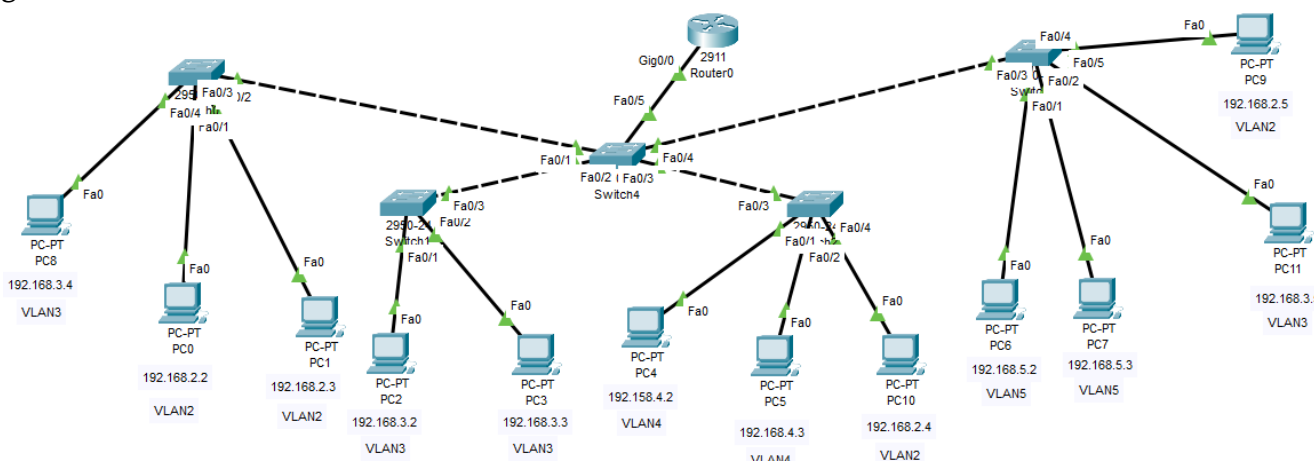 Fa0/3
Fa0/4
Fa0/1
Fa0
PC-PT
PC8
192.168.3.4
VLAN3
Fa0
PC-PT
PC0
192.168.2.2
VLAN2
Fa0
PC-PT
PC1
192.168.2.3
VLAN2
Gig0/0
2911
Router0
Fa0/5
Fa0/1
Fa0/2
Fa0/3
Fa0/4
Switch4
Fa0/3
Fa0/2
Fa0/1
Fa0
PC-PT
PC2
192.168.3.2
VLAN3
Fa0
PC-PT
PC3
192.168.3.3
VLAN3
Fa0/3
Fa0/4
Fa0/1
Fa0/2
Fa0
PC-PT
PC4
192.158.4.2
VLAN4
Fa0
PC-PT
PC5
192.168.4.3
VLAN4
Fa0
PC-PT
PC10
192.168.2.4
VLAN2
Fa0/4
Fa0/5
Fa0/3
Fa0/2
Fa0/1
Fa0
PC-PT
PC9
192.168.2.5
VLAN2
Fa0
PC-PT
PC6
192.168.5.2
VLAN5
Fa0
PC-PT
PC7
192.168.5.3
VLAN5
Fa0
PC-PT
PC11
192.168.3.
VLAN3